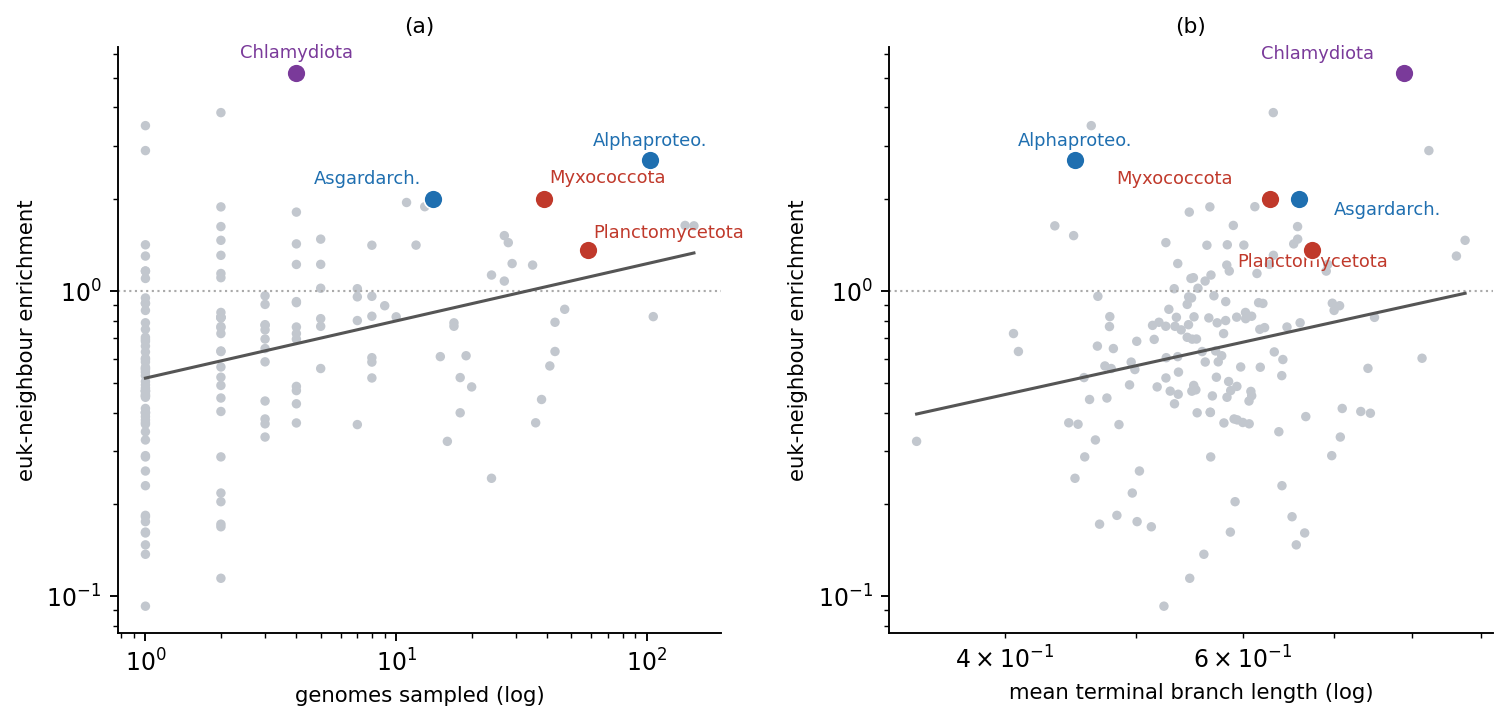 (a)
Chlamydiota
Alphaproteo.
Asgardarch.
Myxococcota
Planctomycetota
euk-neighbour enrichment
10⁰
10⁻¹
10⁰
10¹
10²
genomes sampled (log)
(b)
Chlamydiota
Alphaproteo.
Myxococcota
Asgardarch.
Planctomycetota
euk-neighbour enrichment
10⁰
10⁻¹
4 × 10⁻¹
6 × 10⁻¹
mean terminal branch length (log)